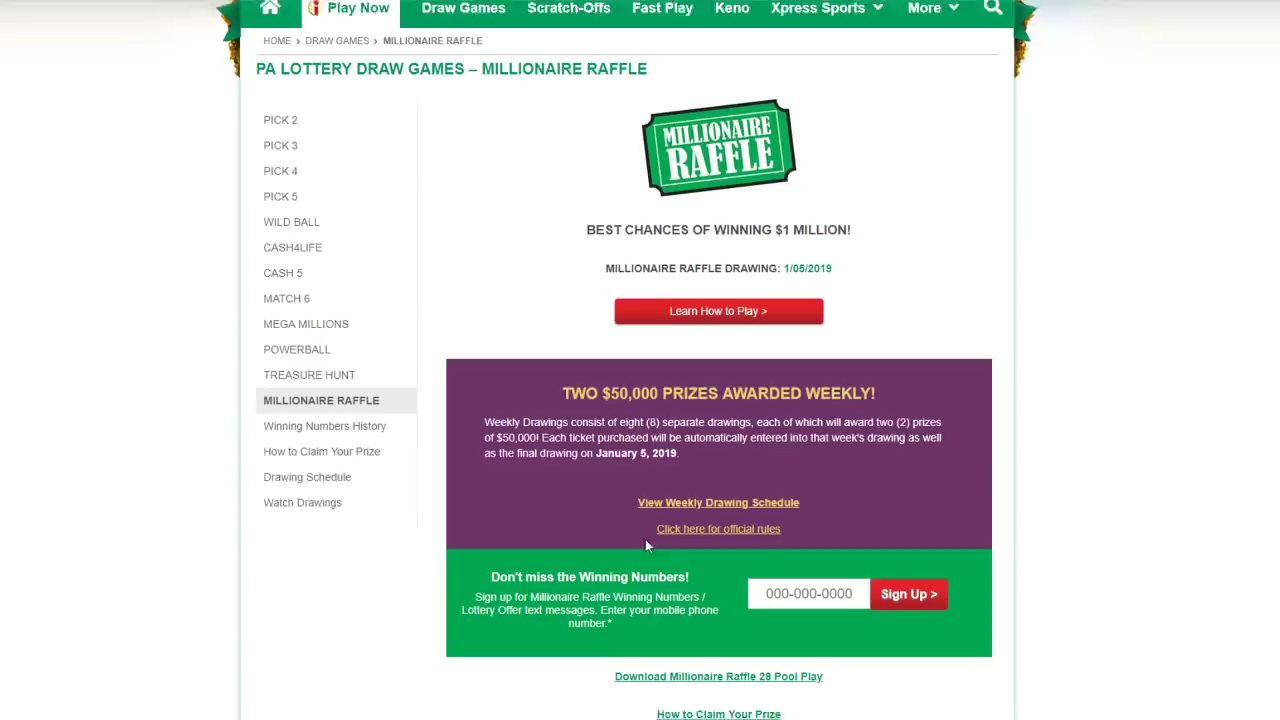 Play Now Draw Games Scratch-Offs Fast Play Keno Xpress Sports More
HOME › DRAW GAMES › MILLIONAIRE RAFFLE
PA LOTTERY DRAW GAMES – MILLIONAIRE RAFFLE
PICK 2
PICK 3
PICK 4
PICK 5
WILD BALL
CASH4LIFE
CASH 5
MATCH 6
MEGA MILLIONS
POWERBALL
TREASURE HUNT
MILLIONAIRE RAFFLE
Winning Numbers History
How to Claim Your Prize
Drawing Schedule
Watch Drawings
MILLIONAIRE
RAFFLE
BEST CHANCES OF WINNING $1 MILLION!
MILLIONAIRE RAFFLE DRAWING: 1/05/2019
Learn How to Play >
TWO $50,000 PRIZES AWARDED WEEKLY!
Weekly Drawings consist of eight (8) separate drawings, each of which will award two (2) prizes
of $50,000! Each ticket purchased will be automatically entered into that week's drawing as well
as the final drawing on January 5, 2019.
View Weekly Drawing Schedule
Click here for official rules
Don't miss the Winning Numbers!
Sign up for Millionaire Raffle Winning Numbers /
Lottery Offer text messages. Enter your mobile phone
number.*
000-000-0000 Sign Up >
Download Millionaire Raffle 28 Pool Play
How to Claim Your Prize